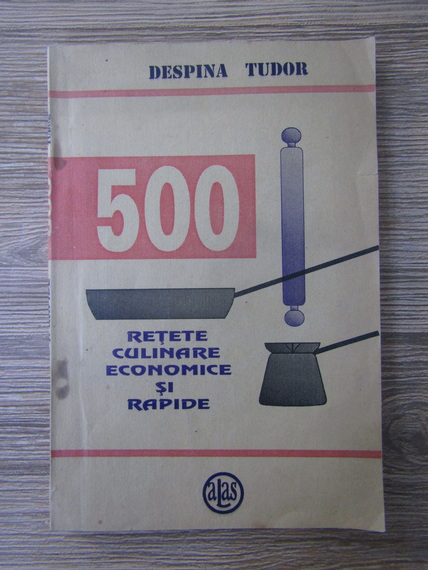 DESPINA TUDOR
500
REȚETE
CULINARE
ECONOMICE
ȘI
RAPIDE
aLas